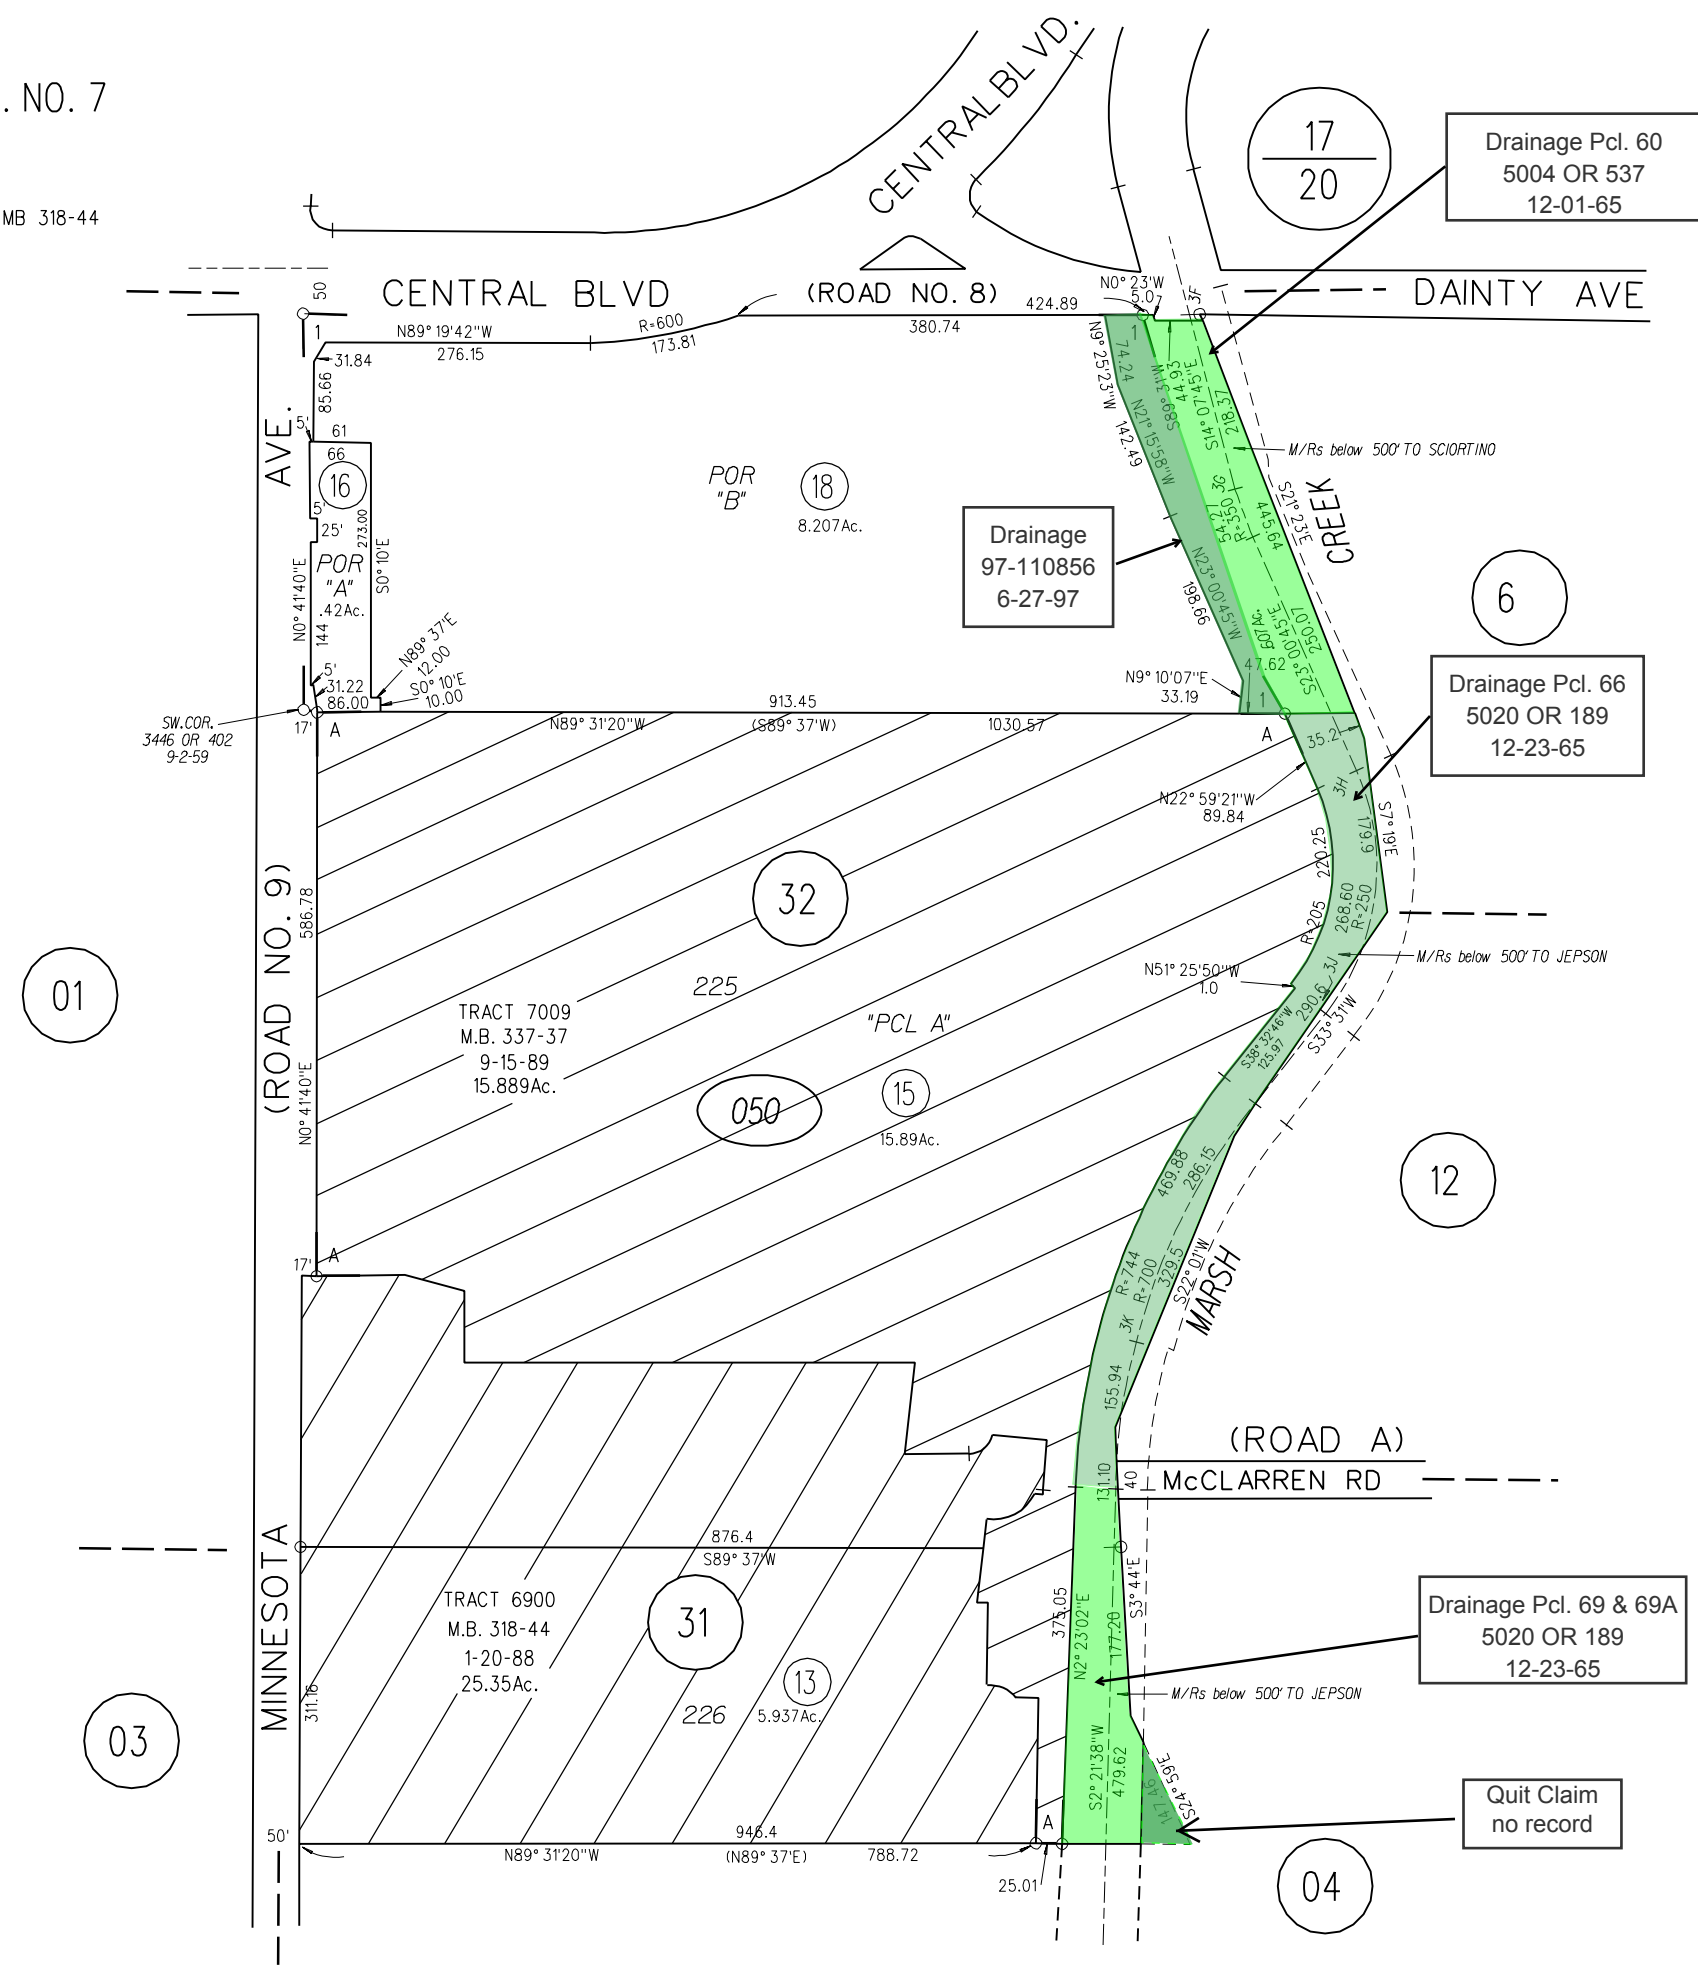 . NO. 7
MB 318-44
CENTRAL BLVD.
17
20
Drainage Pcl. 60
5004 OR 537
12-01-65
50
CENTRAL BLVD
(ROAD NO. 8)
N0° 23'W
5.07
3F
DAINTY AVE
424.89
380.74
1
N89° 19'42"W
276.15
R=600
173.81
31.84
85.66
5'
61
66
16
5'
25'
273.00
POR
"A"
.42Ac.
S0° 10'E
N0° 41'40"E
144
5'
31.22
86.00
N89° 37'E
12.00
S0° 10'E
10.00
AVE.
POR
"B"
18
8.207Ac.
1
N9° 25'23"W
74.24
142.49
N21° 15'58"W
44.93
S14° 07'45"E
218.37
M/Rs below 500' TO SCIORTINO
S21° 23'E
445.64
CREEK
3G
R=350
54.27
N23° 00'45"W
198.66
.607Ac.
S23° 00'45"E
250.07
Drainage
97-110856
6-27-97
6
Drainage Pcl. 66
5020 OR 189
12-23-65
47.62
N9° 10'07"E
33.19
1
SW.COR.
3446 OR 402
9-2-59
17'
A
913.45
N89° 31'20"W
(S89° 37'W)
1030.57
A
35.2
3H
N22° 59'21"W
89.84
S7° 19'E
179.9
220.25
R=205
268.60
R=250
32
586.78
(ROAD NO. 9)
01
225
TRACT 7009
M.B. 337-37
9-15-89
15.889Ac.
"PCL A"
050
15
15.89Ac.
N0° 41'40"E
N51° 25'50"W
1.0
3J
M/Rs below 500' TO JEPSON
290.6
S33° 31'W
S38° 32'46"W
125.97
12
469.88
286.15
R=744
R=700
329.5
S22° 01'W
3K
MARSH
17'
A
155.94
131.10
40
(ROAD A)
McCLARREN RD
876.4
S89° 37'W
MINNESOTA
TRACT 6900
M.B. 318-44
1-20-88
25.35Ac.
31
13
5.937Ac.
226
311.16
03
375.05
N2° 23'02"E
177.20
S3° 44'E
Drainage Pcl. 69 & 69A
5020 OR 189
12-23-65
M/Rs below 500' TO JEPSON
S2° 21'38"W
479.62
S24° 59'E
147.46
Quit Claim
no record
50'
946.4
N89° 31'20"W
(N89° 37'E)
788.72
A
25.01
04